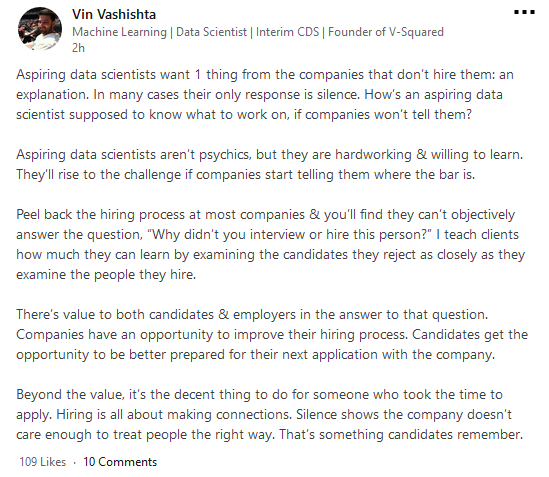 Vin Vashishta
Machine Learning | Data Scientist | Interim CDS | Founder of V-Squared
2h
Aspiring data scientists want 1 thing from the companies that don't hire them: an
explanation. In many cases their only response is silence. How's an aspiring data
scientist supposed to know what to work on, if companies won't tell them?
Aspiring data scientists aren't psychics, but they are hardworking & willing to learn.
They'll rise to the challenge if companies start telling them where the bar is.
Peel back the hiring process at most companies & you'll find they can't objectively
answer the question, "Why didn't you interview or hire this person?" I teach clients
how much they can learn by examining the candidates they reject as closely as they
examine the people they hire.
There's value to both candidates & employers in the answer to that question.
Companies have an opportunity to improve their hiring process. Candidates get the
opportunity to be better prepared for their next application with the company.
Beyond the value, it's the decent thing to do for someone who took the time to
apply. Hiring is all about making connections. Silence shows the company doesn't
care enough to treat people the right way. That's something candidates remember.
109 Likes · 10 Comments